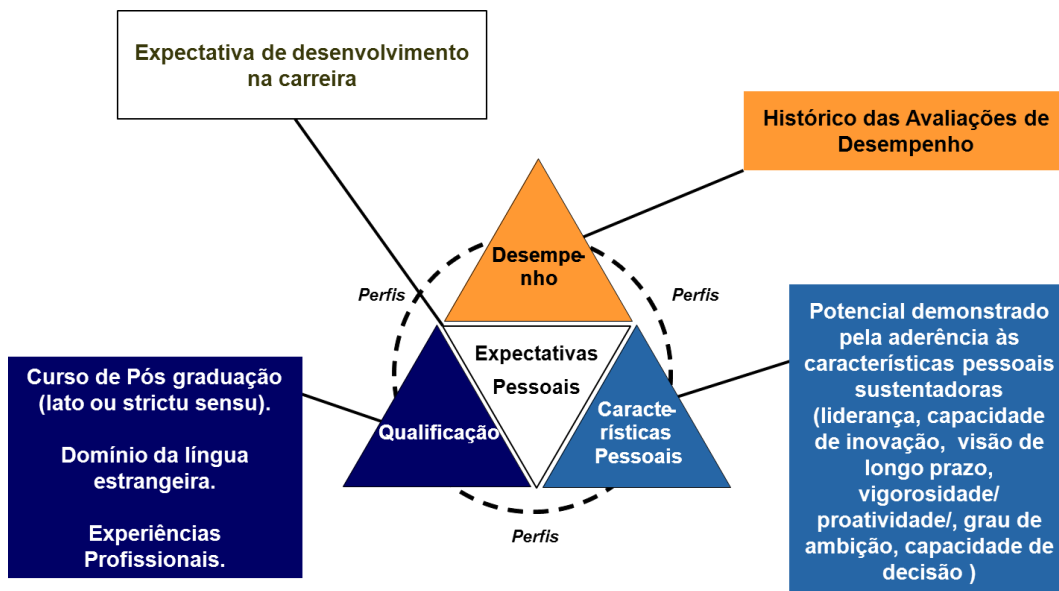 Expectativa de desenvolvimento
na carreira
Histórico das Avaliações de
Desempenho
Desempe-
nho
Perfis
Perfis
Expectativas
Pessoais
Qualificação
Caracte-
rísticas
Pessoais
Perfis
Curso de Pós graduação
(lato ou strictu sensu).
Domínio da língua
estrangeira.
Experiências
Profissionais.
Potencial demonstrado
pela aderência às
características pessoais
sustentadoras
(liderança, capacidade
de inovação, visão de
longo prazo,
vigorosidade/
proatividade/, grau de
ambição, capacidade de
decisão )